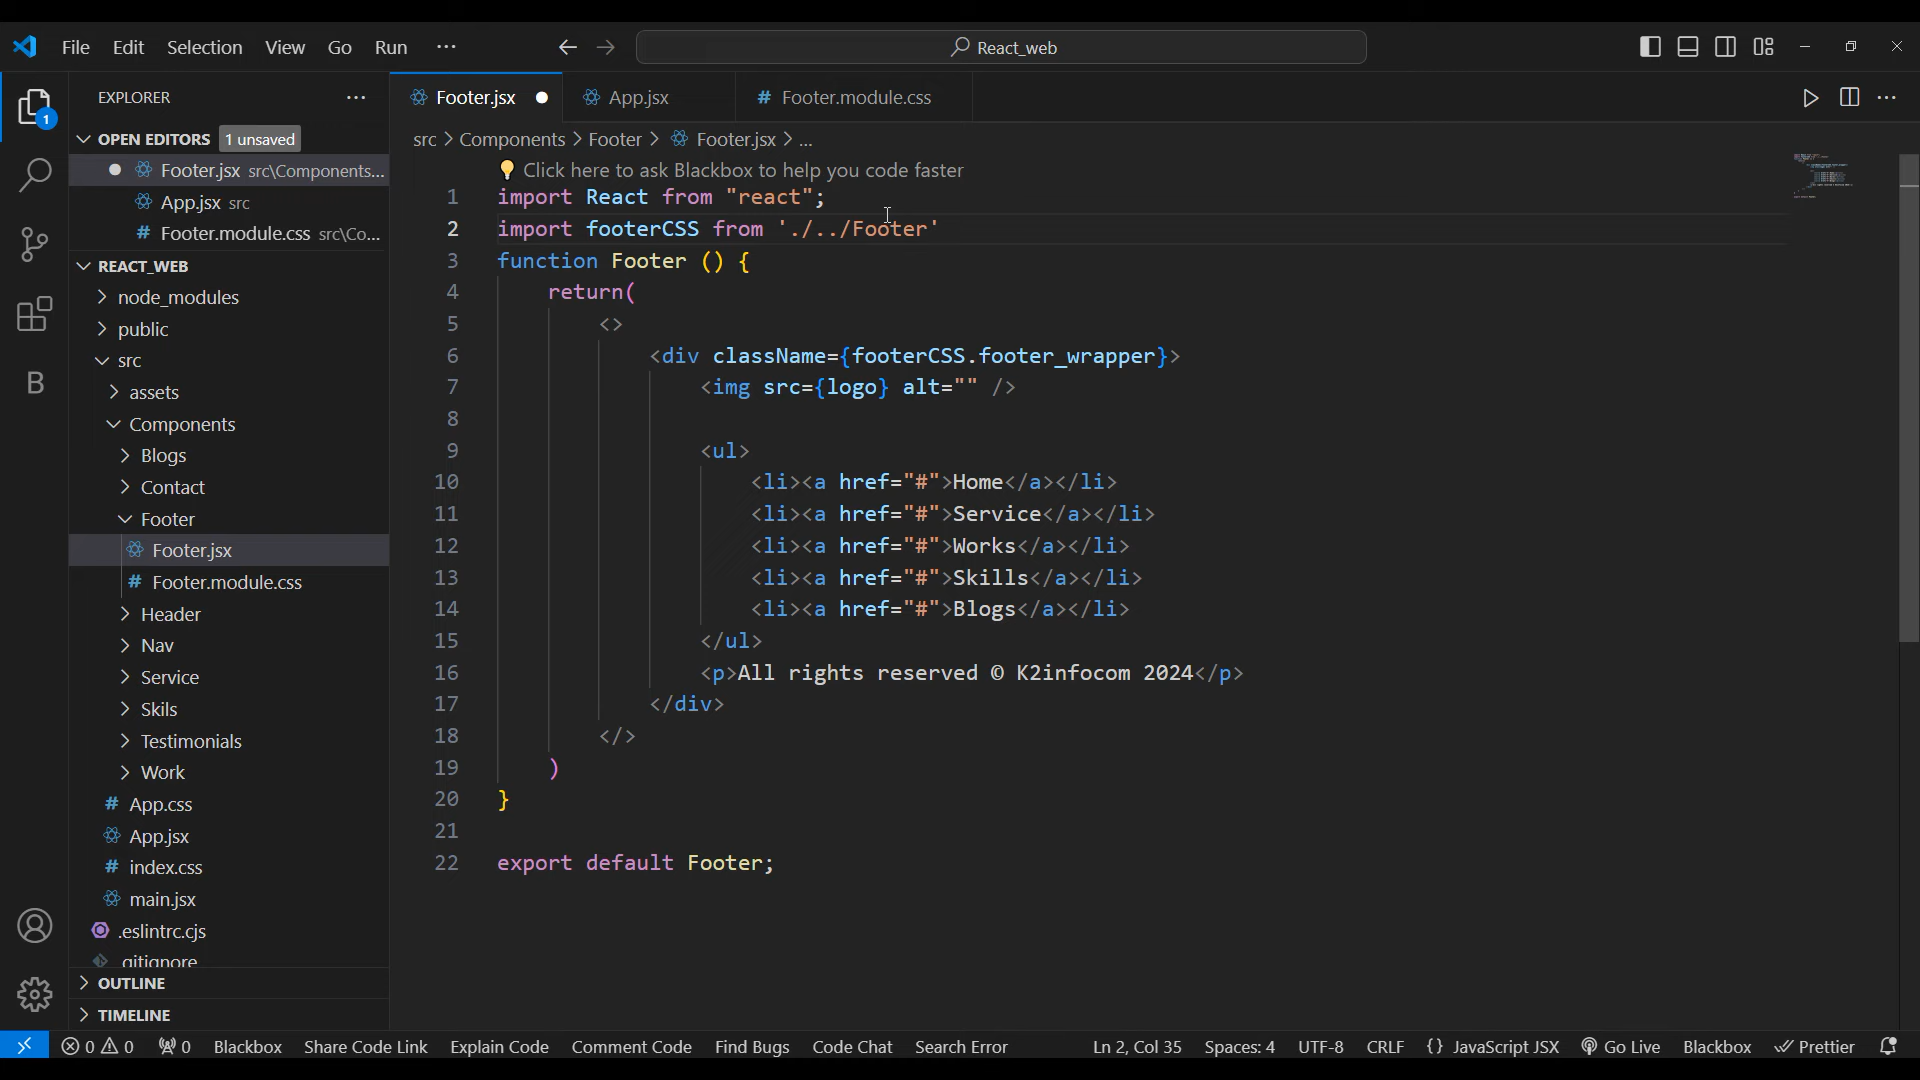 File Edit Selection View Go Run ··· React_web
EXPLORER ···
OPEN EDITORS 1 unsaved
Footer.jsx src\Components...
App.jsx src
# Footer.module.css src\Co...
REACT_WEB
node_modules
public
src
assets
Components
Blogs
Contact
Footer
Footer.jsx
# Footer.module.css
Header
Nav
Service
Skils
Testimonials
Work
# App.css
App.jsx
# index.css
main.jsx
.eslintrc.cjs
.gitignore
OUTLINE
TIMELINE
1
B
Footer.jsx App.jsx # Footer.module.css
src > Components > Footer > Footer.jsx > ...
Click here to ask Blackbox to help you code faster
1 import React from "react";
2 import footerCSS from './../Footer'
3 function Footer () {
4 return(
5 <>
6 <div className={footerCSS.footer_wrapper}>
7 <img src={logo} alt="" />
8
9 <ul>
10 <li><a href="#">Home</a></li>
11 <li><a href="#">Service</a></li>
12 <li><a href="#">Works</a></li>
13 <li><a href="#">Skills</a></li>
14 <li><a href="#">Blogs</a></li>
15 </ul>
16 <p>All rights reserved © K2infocom 2024</p>
17 </div>
18 </>
19 )
20 }
21
22 export default Footer;
0 0 0 Blackbox Share Code Link Explain Code Comment Code Find Bugs Code Chat Search Error Ln 2, Col 35 Spaces: 4 UTF-8 CRLF {} JavaScript JSX Go Live Blackbox Prettier